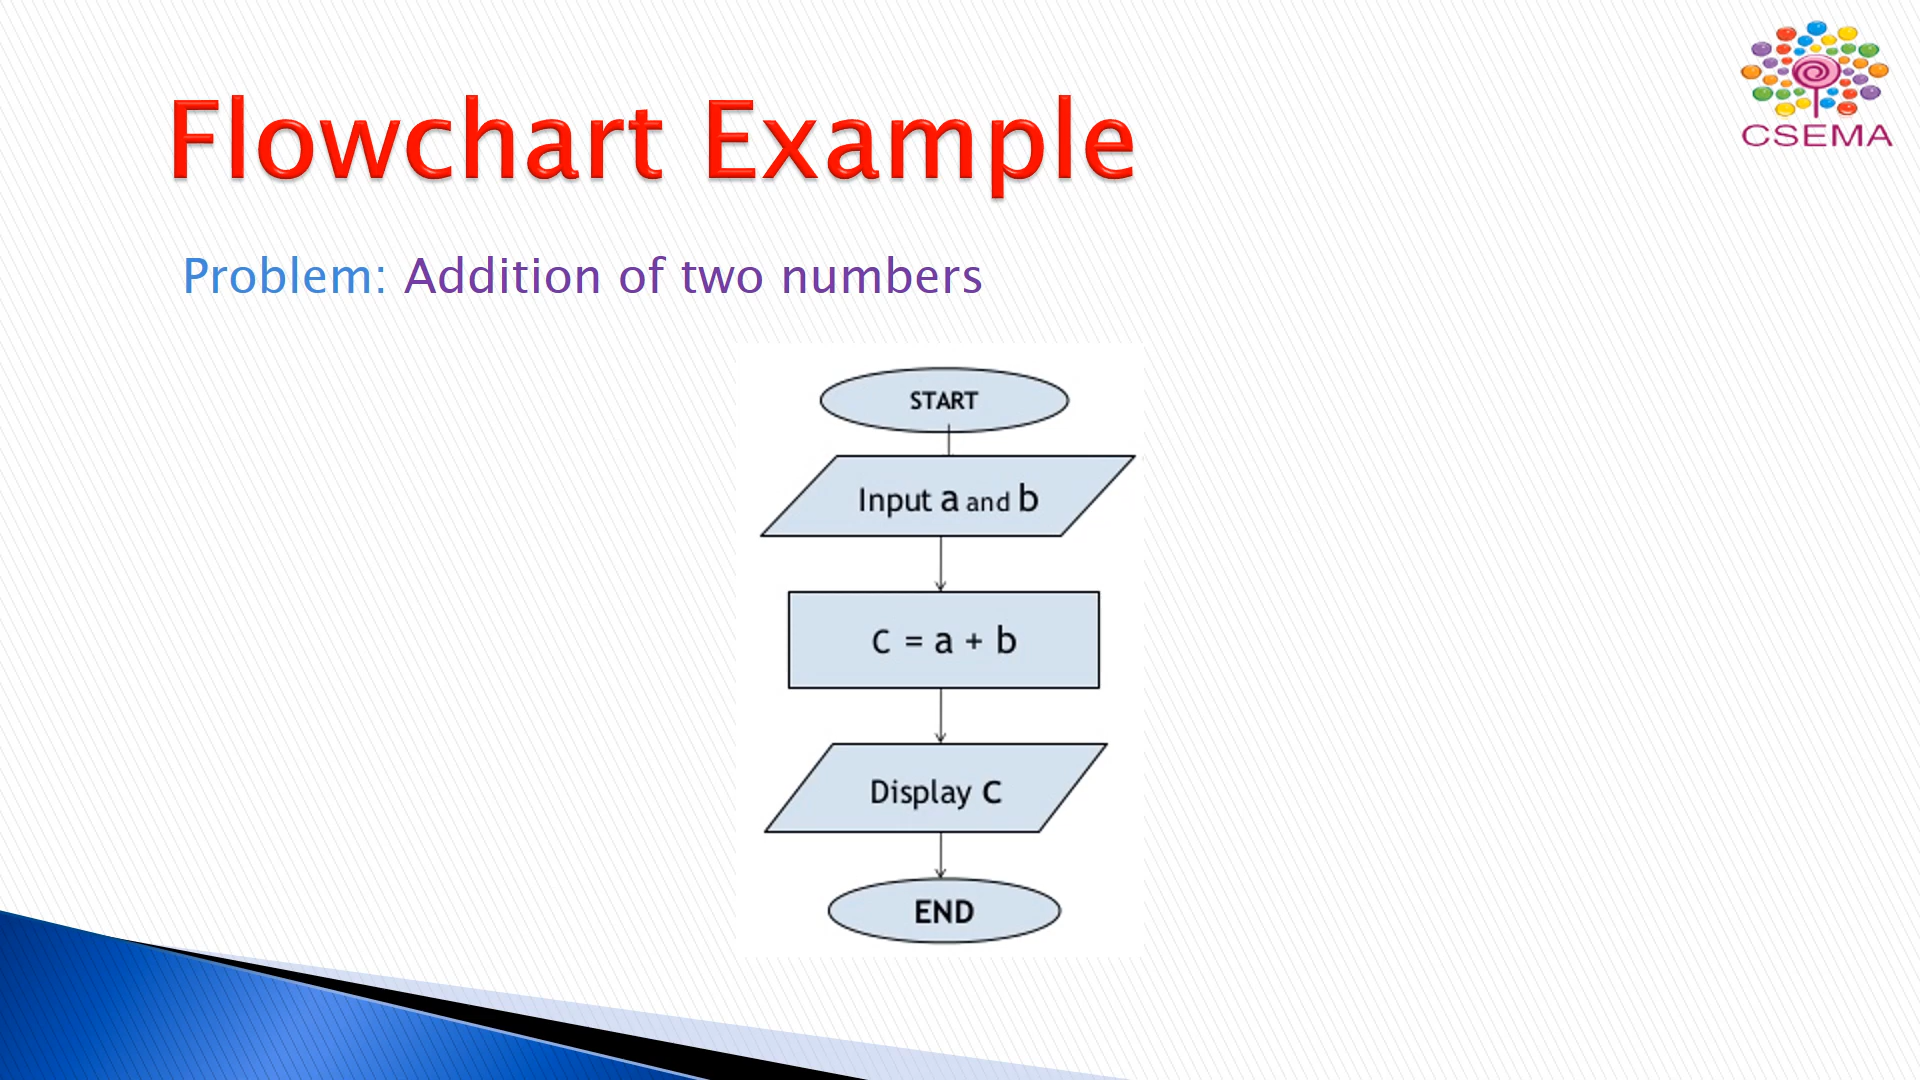 CSEMA
Flowchart Example
Problem: Addition of two numbers
START
Input a and b
C = a + b
Display C
END